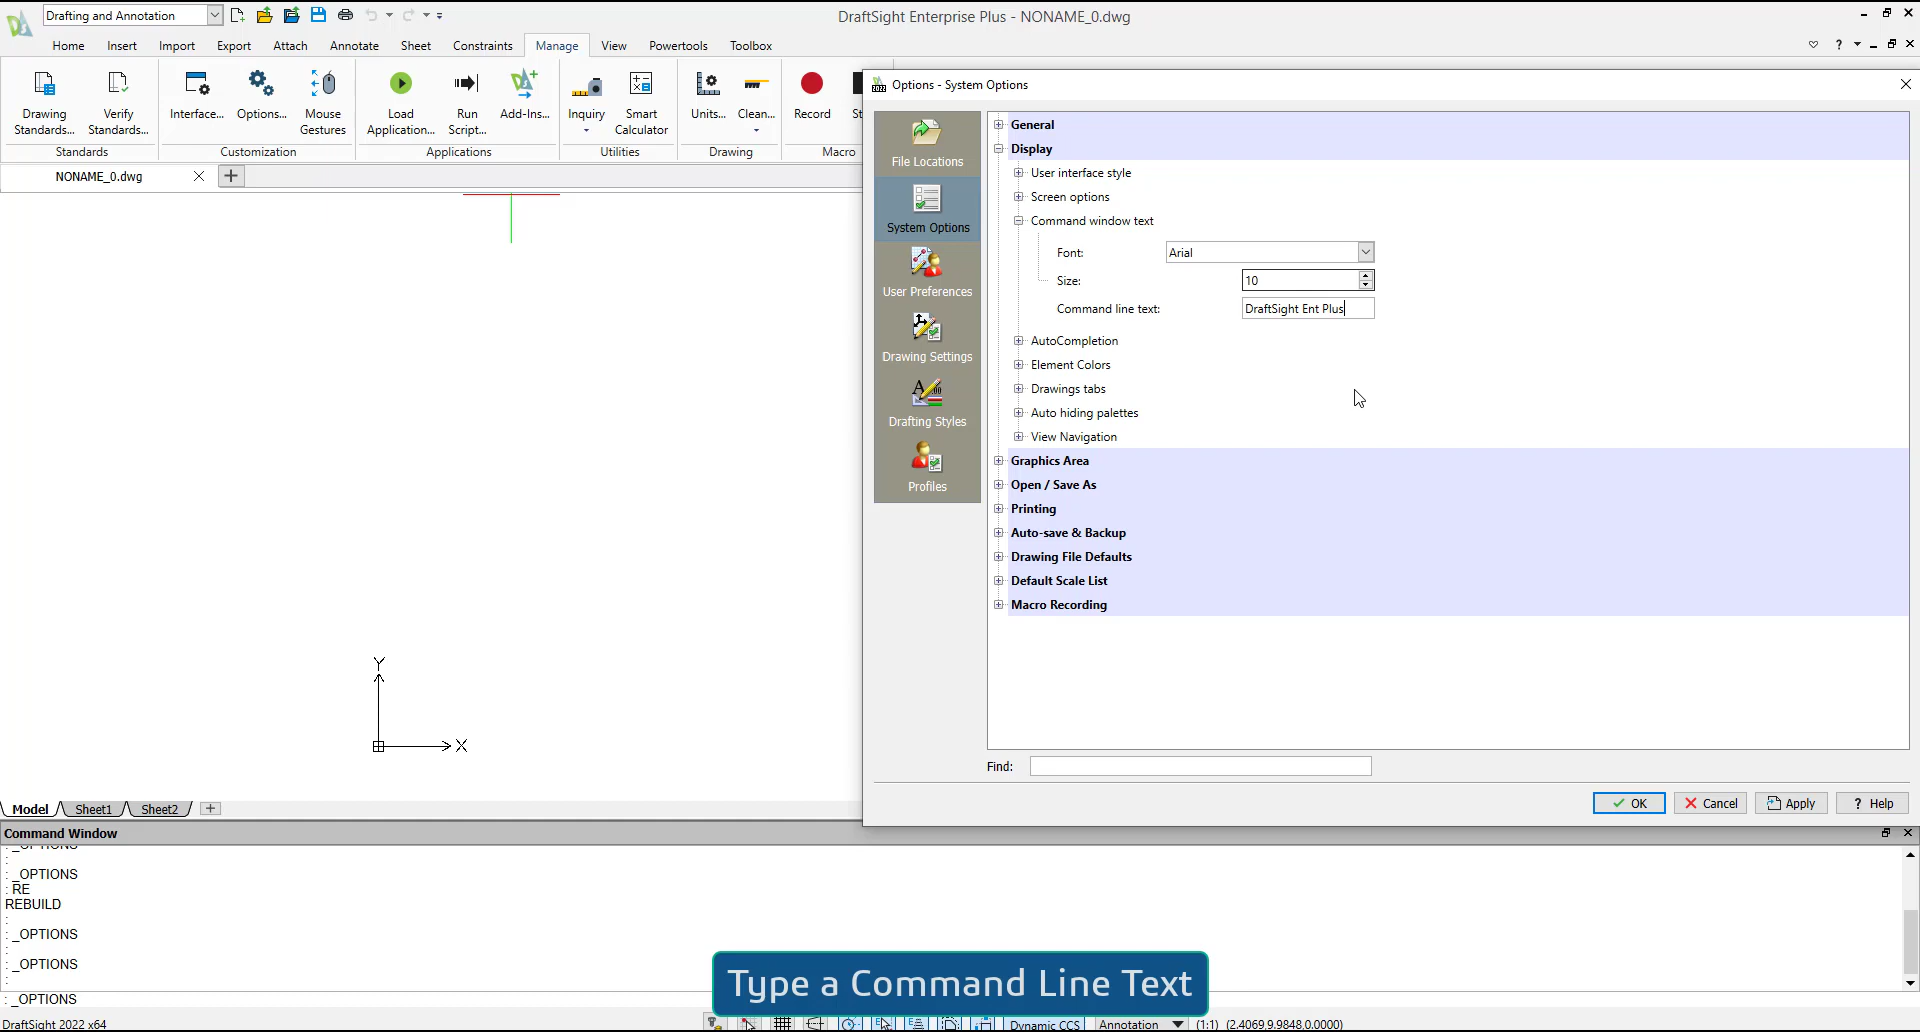 Drafting and Annotation
DraftSight Enterprise Plus - NONAME_0.dwg
Home Insert Import Export Attach Annotate Sheet Constraints Manage View Powertools Toolbox
Drawing Standards...
Verify Standards...
Interface...
Options...
Mouse Gestures
Load Application...
Run Script...
Add-Ins...
Inquiry
Smart Calculator
Units...
Clean...
Record
St
Standards Customization Applications Utilities Drawing Macro
NONAME_0.dwg
Options - System Options
File Locations
System Options
User Preferences
Drawing Settings
Drafting Styles
Profiles
General
Display
User interface style
Screen options
Command window text
Font: Arial
Size: 10
Command line text: DraftSight Ent Plus
AutoCompletion
Element Colors
Drawings tabs
Auto hiding palettes
View Navigation
Graphics Area
Open / Save As
Printing
Auto-save & Backup
Drawing File Defaults
Default Scale List
Macro Recording
Find:
OK Cancel Apply ? Help
Y
X
Model Sheet1 Sheet2
Command Window
: _OPTIONS
:
: _OPTIONS
: RE
REBUILD
:
: _OPTIONS
:
: _OPTIONS
:
: _OPTIONS
Type a Command Line Text
DraftSight 2022 x64
Dynamic CCS Annotation (1:1) (2.4069,9.9848,0.0000)